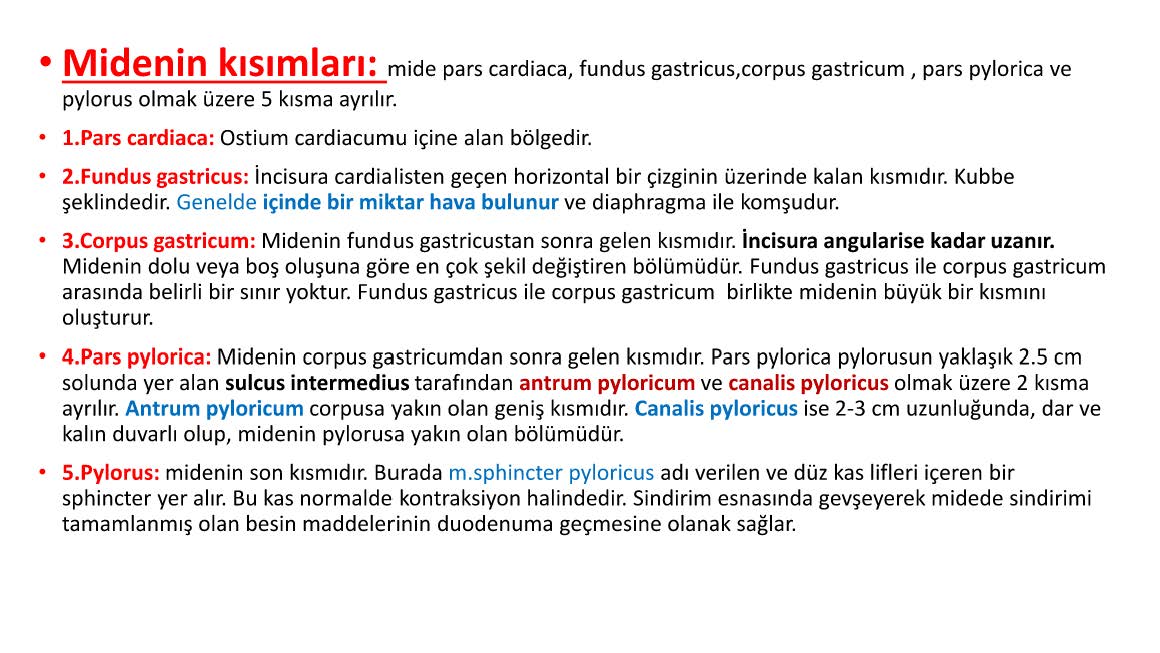 • Midenin kısımları: mide pars cardiaca, fundus gastricus,corpus gastricum , pars pylorica ve
pylorus olmak üzere 5 kısma ayrılır.
• 1.Pars cardiaca: Ostium cardiacumu içine alan bölgedir.
• 2.Fundus gastricus: İncisura cardialisten geçen horizontal bir çizginin üzerinde kalan kısmıdır. Kubbe
şeklindedir. Genelde içinde bir miktar hava bulunur ve diaphragma ile komşudur.
• 3.Corpus gastricum: Midenin fundus gastricustan sonra gelen kısmıdır. İncisura angularise kadar uzanır.
Midenin dolu veya boş oluşuna göre en çok şekil değiştiren bölümüdür. Fundus gastricus ile corpus gastricum
arasında belirli bir sınır yoktur. Fundus gastricus ile corpus gastricum  birlikte midenin büyük bir kısmını
oluşturur.
• 4.Pars pylorica: Midenin corpus gastricumdan sonra gelen kısmıdır. Pars pylorica pylorusun yaklaşık 2.5 cm
solunda yer alan sulcus intermedius tarafından antrum pyloricum ve canalis pyloricus olmak üzere 2 kısma
ayrılır. Antrum pyloricum corpusa yakın olan geniş kısmıdır. Canalis pyloricus ise 2-3 cm uzunluğunda, dar ve
kalın duvarlı olup, midenin pylorusa yakın olan bölümüdür.
• 5.Pylorus: midenin son kısmıdır. Burada m.sphincter pyloricus adı verilen ve düz kas lifleri içeren bir
sphincter yer alır. Bu kas normalde kontraksiyon halindedir. Sindirim esnasında gevşeyerek midede sindirimi
tamamlanmış olan besin maddelerinin duodenuma geçmesine olanak sağlar.